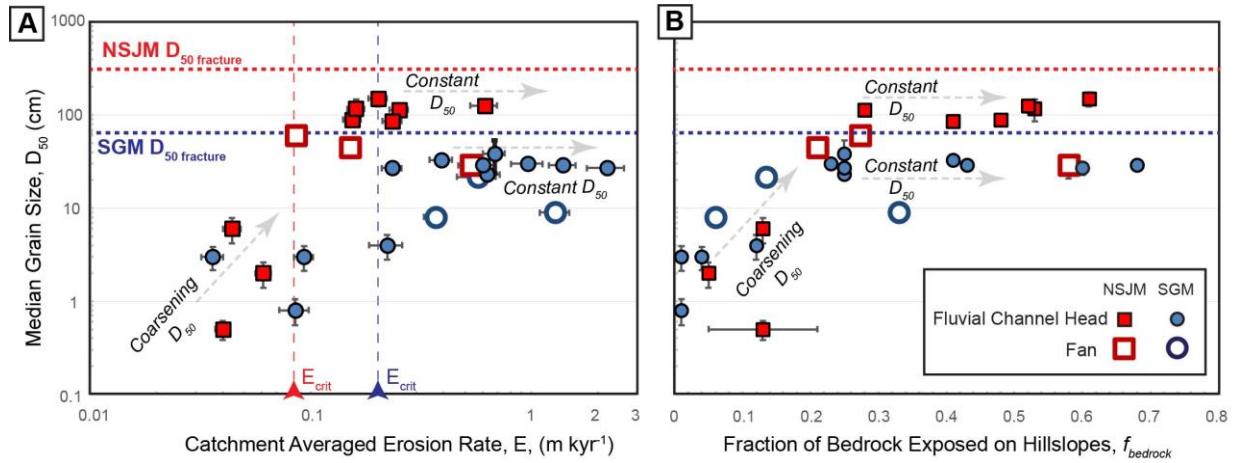 A
B
1000
100
10
1
0.1
Median Grain Size, D50 (cm)
NSJM D50 fracture
SGM D50 fracture
Constant
D50
Constant D50
Coarsening
D50
Ecrit
Ecrit
0.01
0.1
1
3
Catchment Averaged Erosion Rate, E, (m kyr⁻¹)
Constant
D50
Constant
D50
Coarsening
D50
NSJM SGM
Fluvial Channel Head
Fan
0
0.1
0.2
0.3
0.4
0.5
0.6
0.7
0.8
Fraction of Bedrock Exposed on Hillslopes, fbedrock